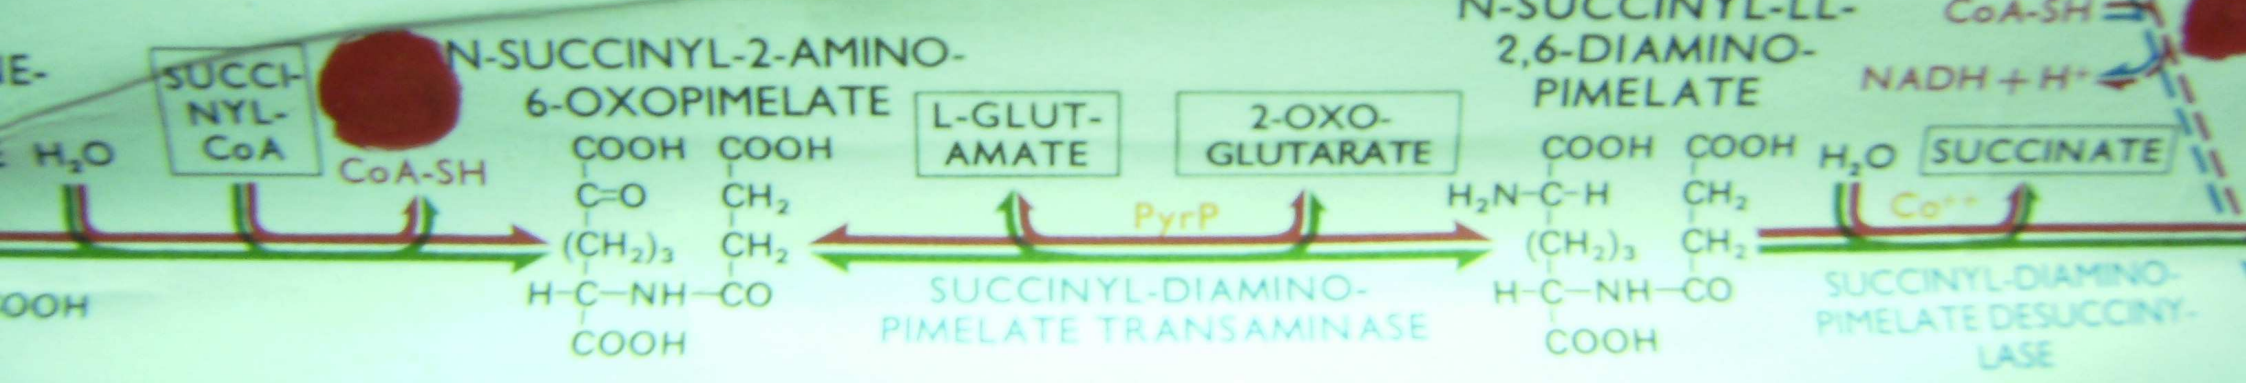 NE-
H₂O
SUCCI-
NYL-
CoA
CoA-SH
OOH
N-SUCCINYL-2-AMINO-
6-OXOPIMELATE
COOH COOH
C=O CH₂
(CH₂)₃ CH₂
H-C-NH-CO
COOH
L-GLUT-
AMATE
2-OXO-
GLUTARATE
PyrP
SUCCINYL-DIAMINO-
PIMELATE TRANSAMINASE
N-SUCCINYL-LL-
2,6-DIAMINO-
PIMELATE
COOH COOH
H₂N-C-H CH₂
(CH₂)₃ CH₂
H-C-NH-CO
COOH
CoA-SH
NADH + H⁺
H₂O
SUCCINATE
Co⁺⁺
SUCCINYL-DIAMINO-
PIMELATE DESUCCINY-
LASE